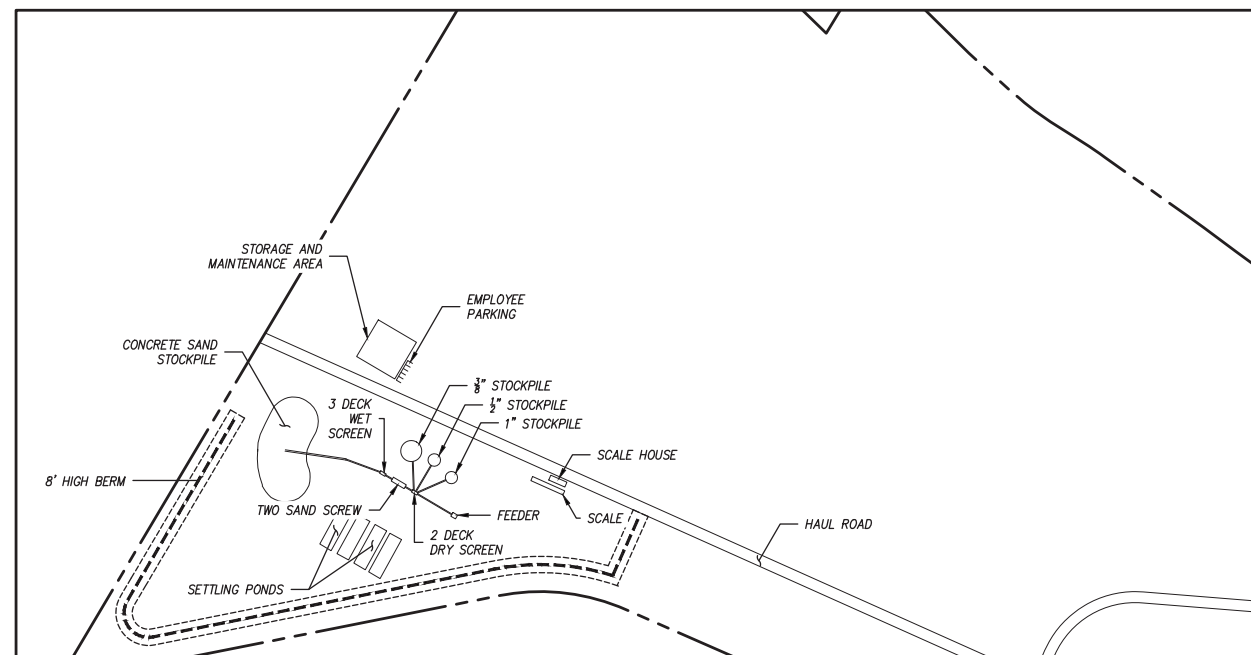 STORAGE AND
MAINTENANCE AREA
EMPLOYEE
PARKING
CONCRETE SAND
STOCKPILE
3/8" STOCKPILE
3 DECK
WET
SCREEN
1/2" STOCKPILE
1" STOCKPILE
SCALE HOUSE
8' HIGH BERM
TWO SAND SCREW
FEEDER
SCALE
HAUL ROAD
2 DECK
DRY SCREEN
SETTLING PONDS